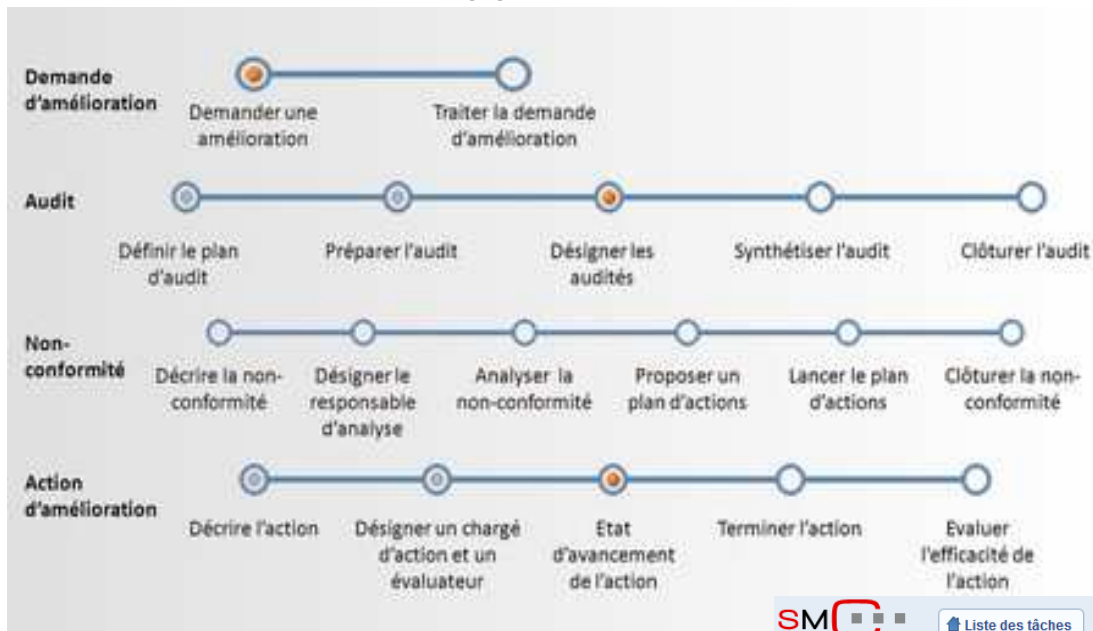 Demande
d'amélioration
Demander une
amélioration
Traiter la demande
d'amélioration
Audit
Définir le plan
d'audit
Préparer l'audit
Désigner les
audités
Synthétiser l'audit
Clôturer l'audit
Non-
conformité
Décrire la non-
conformité
Désigner le
responsable
d'analyse
Analyser la
non-conformité
Proposer un
plan d'actions
Lancer le plan
d'actions
Clôturer la non-
conformité
Action
d'amélioration
Décrire l'action
Désigner un chargé
d'action et un
évaluateur
Etat
d'avancement
de l'action
Terminer l'action
Evaluer
l'efficacité de
l'action
SM
Liste des tâches